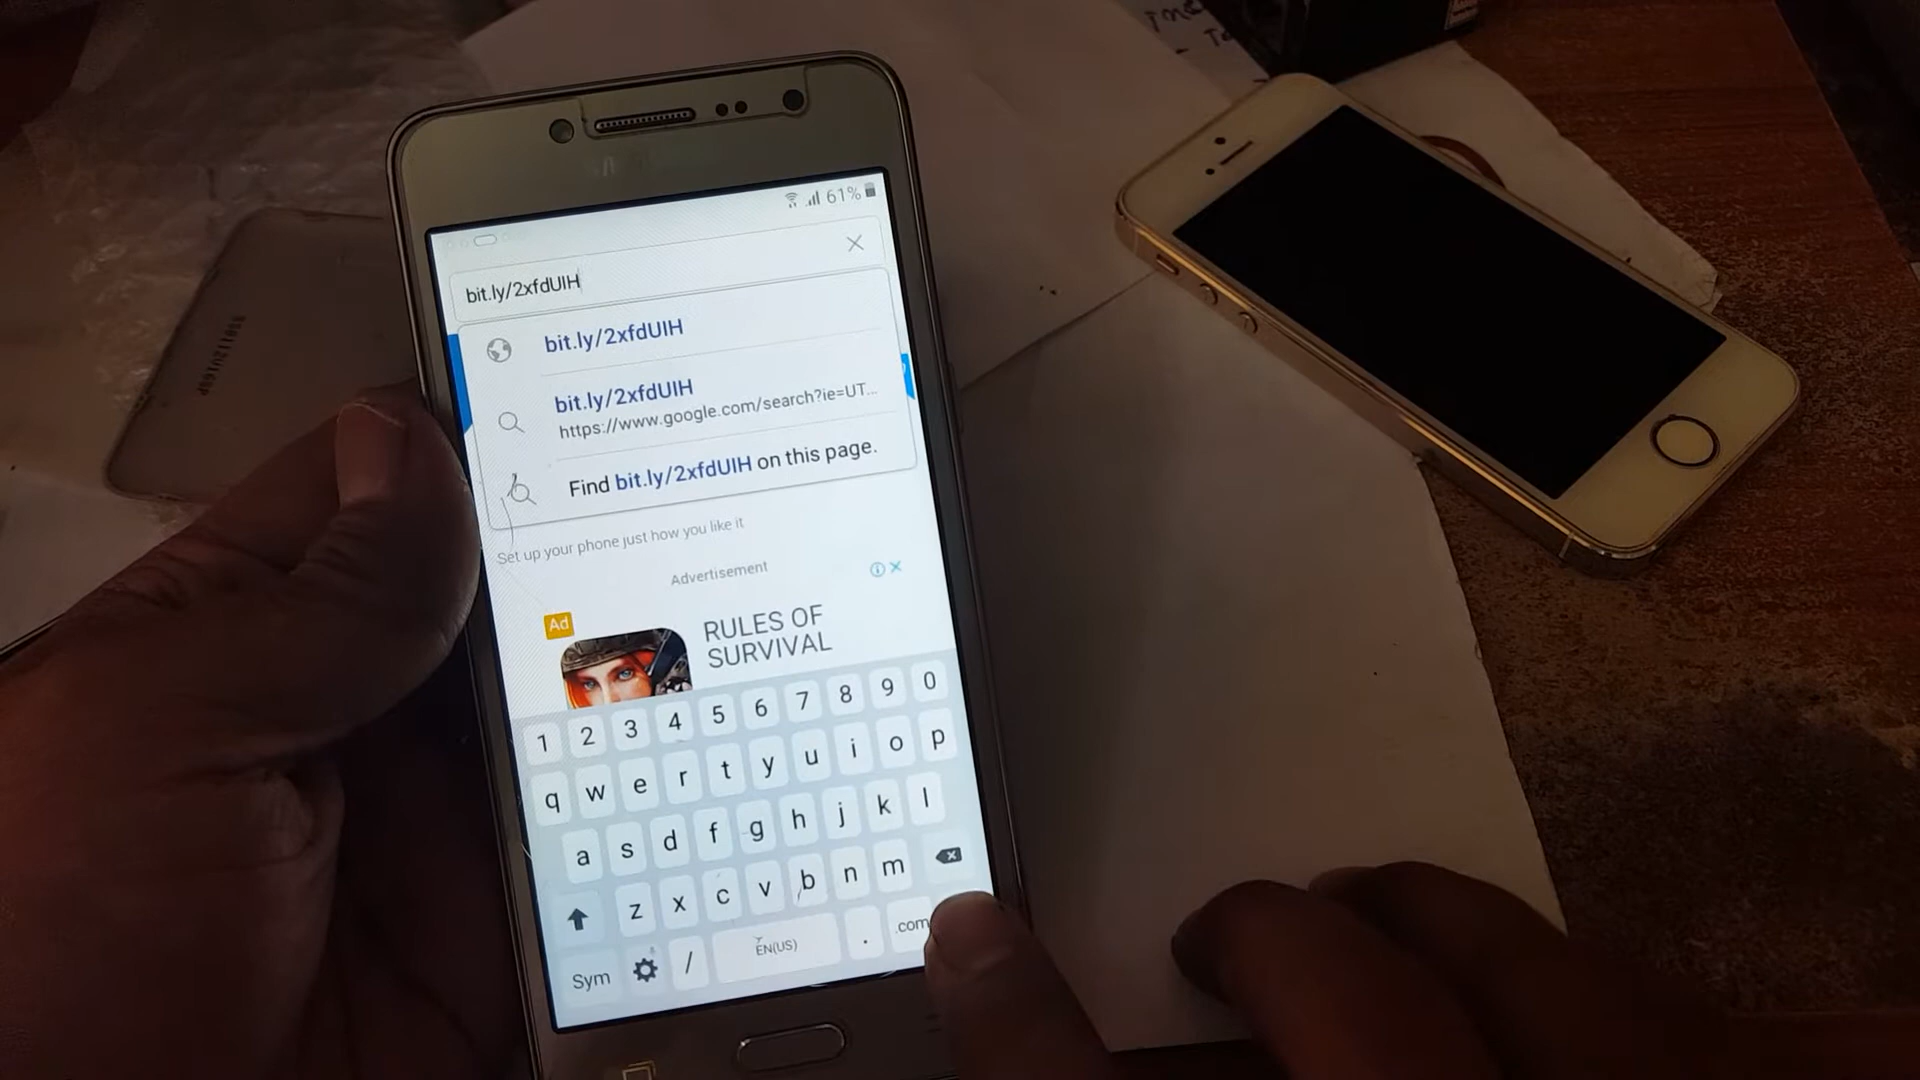 61%
bit.ly/2xfdUIH
bit.ly/2xfdUIH
bit.ly/2xfdUIH
https://www.google.com/search?ie=UT...
Find bit.ly/2xfdUIH on this page.
Set up your phone just how you like it
Advertisement
Ad
RULES OF
SURVIVAL
1 2 3 4 5 6 7 8 9 0
q w e r t y u i o p
a s d f g h j k l
z x c v b n m
Sym / EN(US) . .com